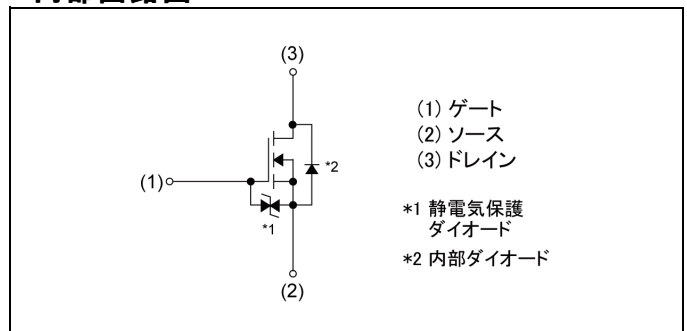 (3)
(1)
*2
*1
(2)
(1) ゲート
(2) ソース
(3) ドレイン
*1 静電気保護
ダイオード
*2 内部ダイオード